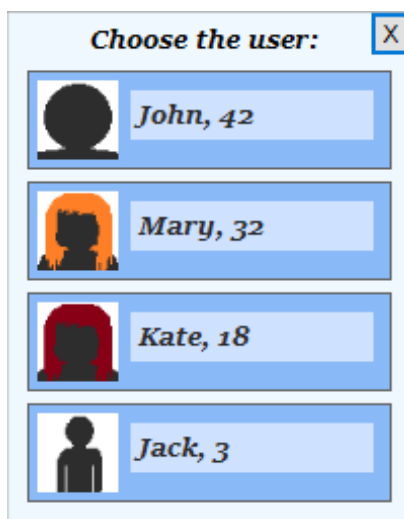 Choose the user:
X
John, 42
Mary, 32
Kate, 18
Jack, 3